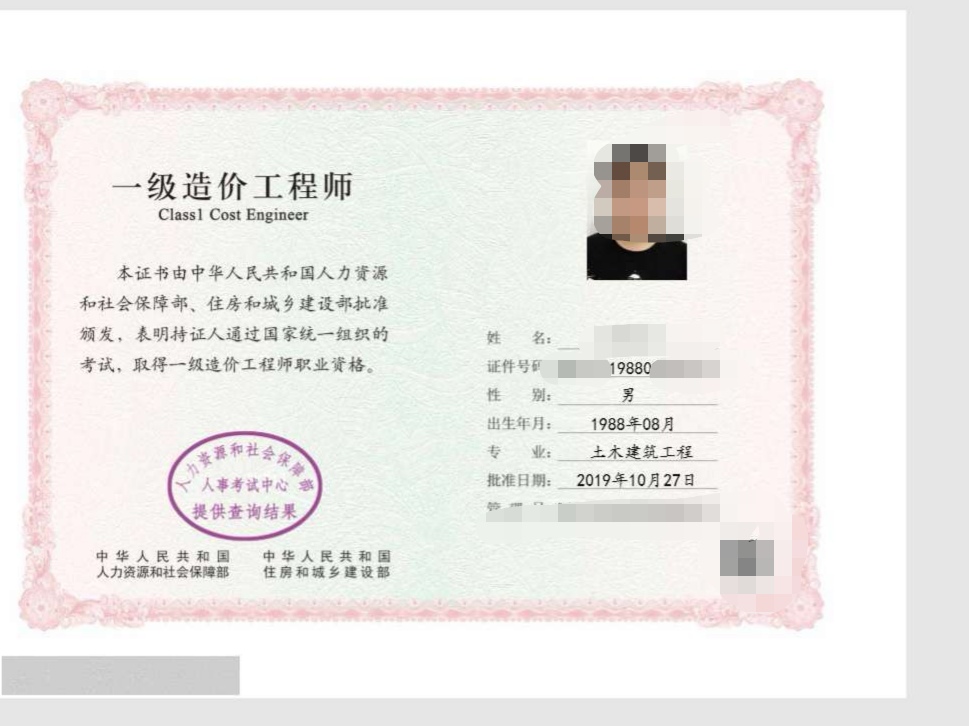 一级造价工程师
Class1 Cost Engineer
本证书由中华人民共和国人力资源
和社会保障部、住房和城乡建设部批准
颁发，表明持证人通过国家统一组织的
考试，取得一级造价工程师职业资格。
人力资源和社会保障部
人事考试中心
提供查询结果
中华人民共和国 中华人民共和国
人力资源和社会保障部 住房和城乡建设部
姓 名：
证件号码 19880
性 别： 男
出生年月： 1988年08月
专 业： 土木建筑工程
批准日期： 2019年10月27日